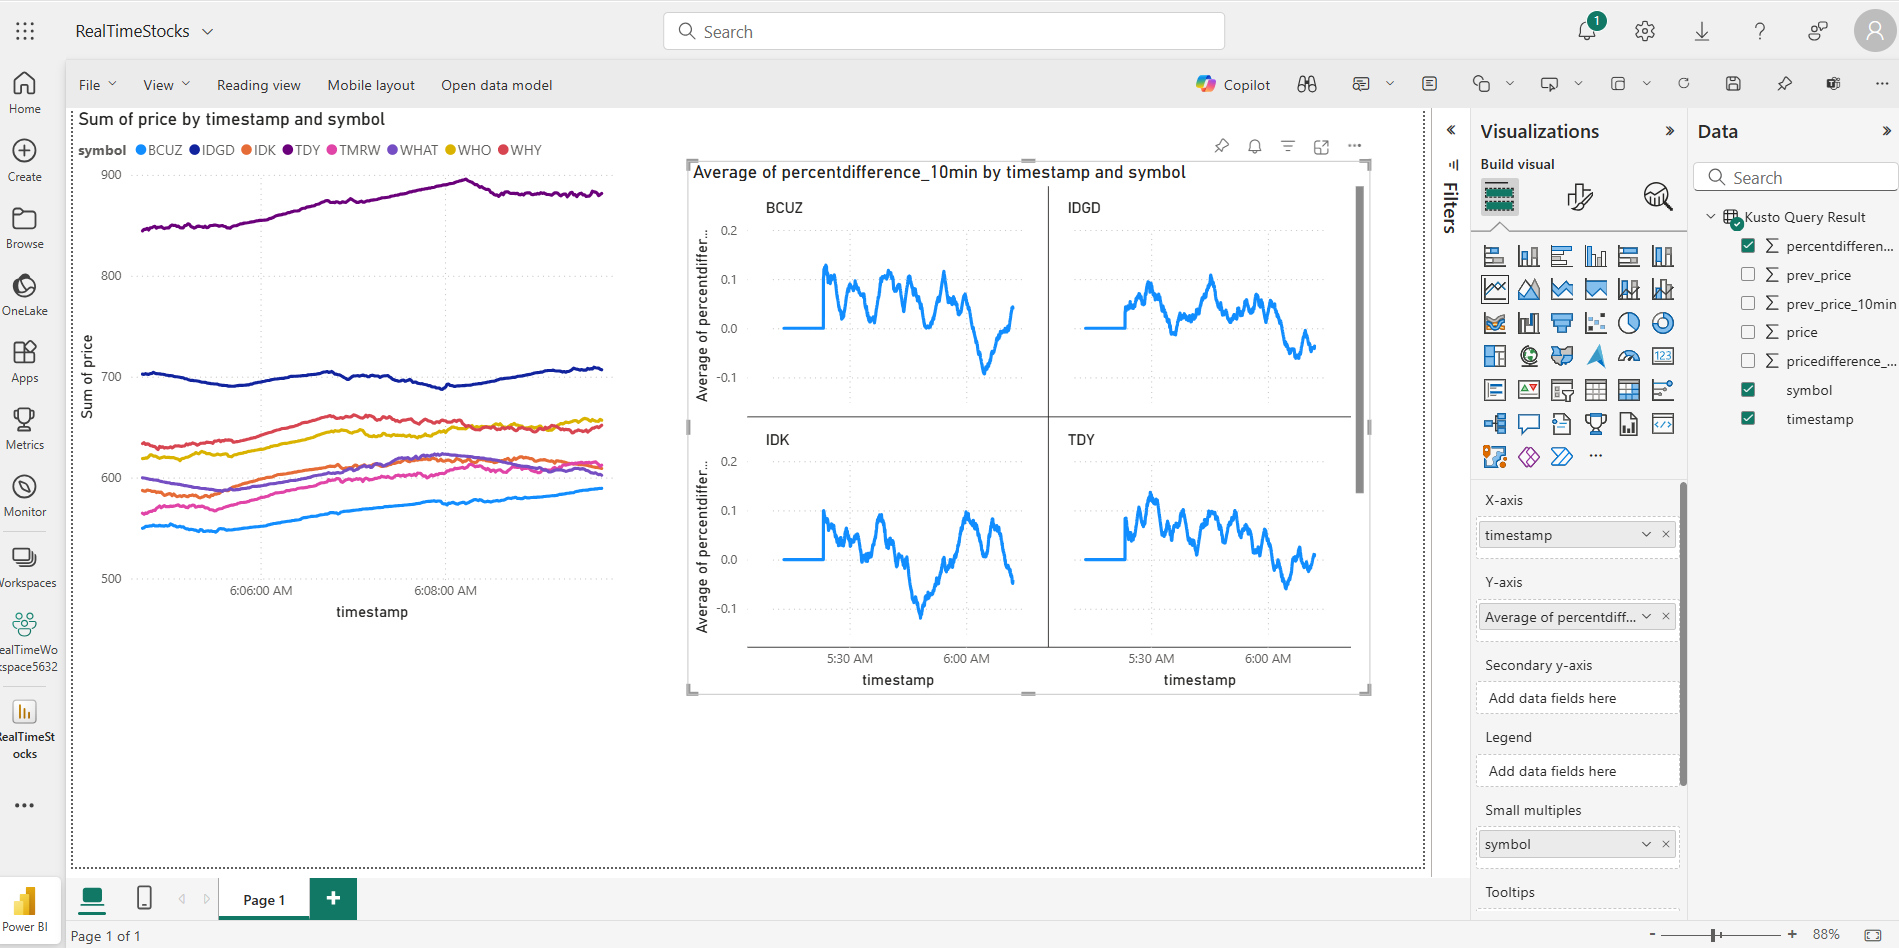 RealTimeStocks
Search
1
File
View
Reading view
Mobile layout
Open data model
Copilot
Home
Create
Browse
OneLake
Apps
Metrics
Monitor
Workspaces
ealTimeWo
kspace5632
ealTimeSt
ocks
Power BI
Sum of price by timestamp and symbol
symbol BCUZ IDGD IDK TDY TMRW WHAT WHO WHY
900
800
700
600
500
Sum of price
6:06:00 AM 6:08:00 AM
timestamp
Average of percentdifference_10min by timestamp and symbol
BCUZ
IDGD
0.2
0.1
0.0
-0.1
Average of percentdiffer...
IDK
TDY
0.2
0.1
0.0
-0.1
Average of percentdiffer...
5:30 AM 6:00 AM
5:30 AM 6:00 AM
timestamp
timestamp
Filters
Visualizations
Build visual
123
X-axis
timestamp
Y-axis
Average of percentdiff...
Secondary y-axis
Add data fields here
Legend
Add data fields here
Small multiples
symbol
Tooltips
Data
Search
Kusto Query Result
percentdifferen...
prev_price
prev_price_10min
price
pricedifference_...
symbol
timestamp
Page 1
Page 1 of 1
88%